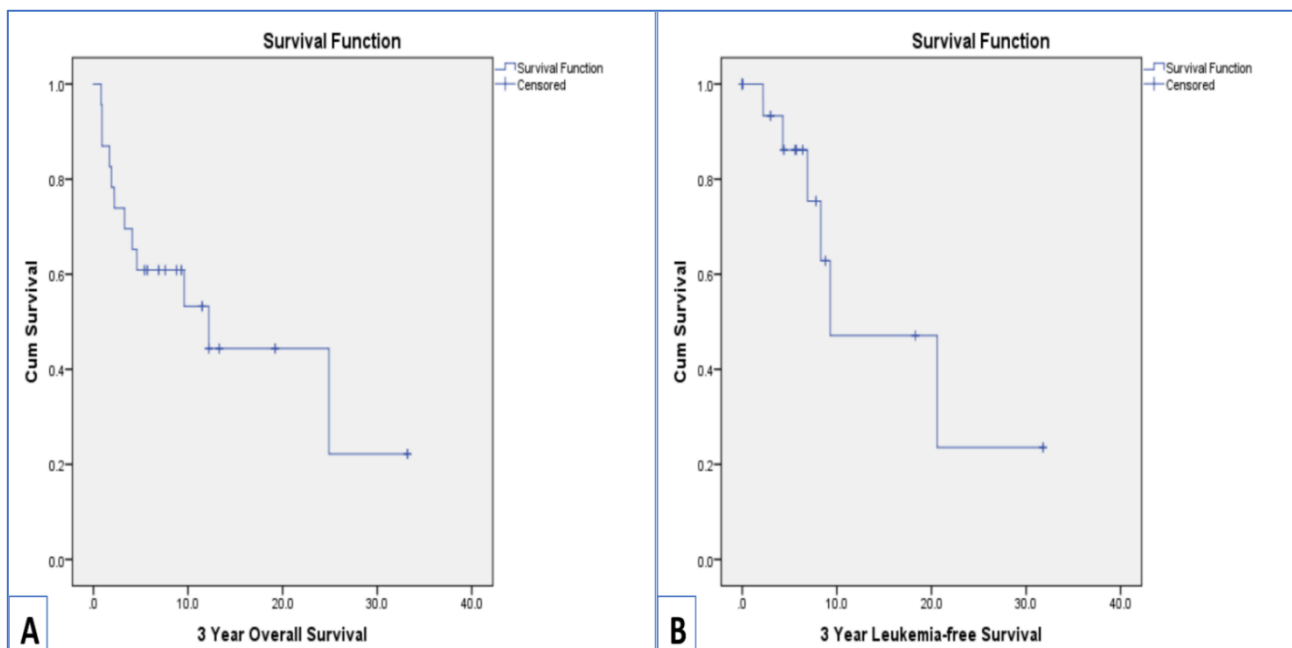 Survival Function
Survival Function
Censored
1.0
0.8
0.6
0.4
0.2
0.0
Cum Survival
.0 10.0 20.0 30.0 40.0
3 Year Overall Survival
A
Survival Function
Survival Function
Censored
1.0
0.8
0.6
0.4
0.2
0.0
Cum Survival
.0 10.0 20.0 30.0 40.0
3 Year Leukemia-free Survival
B